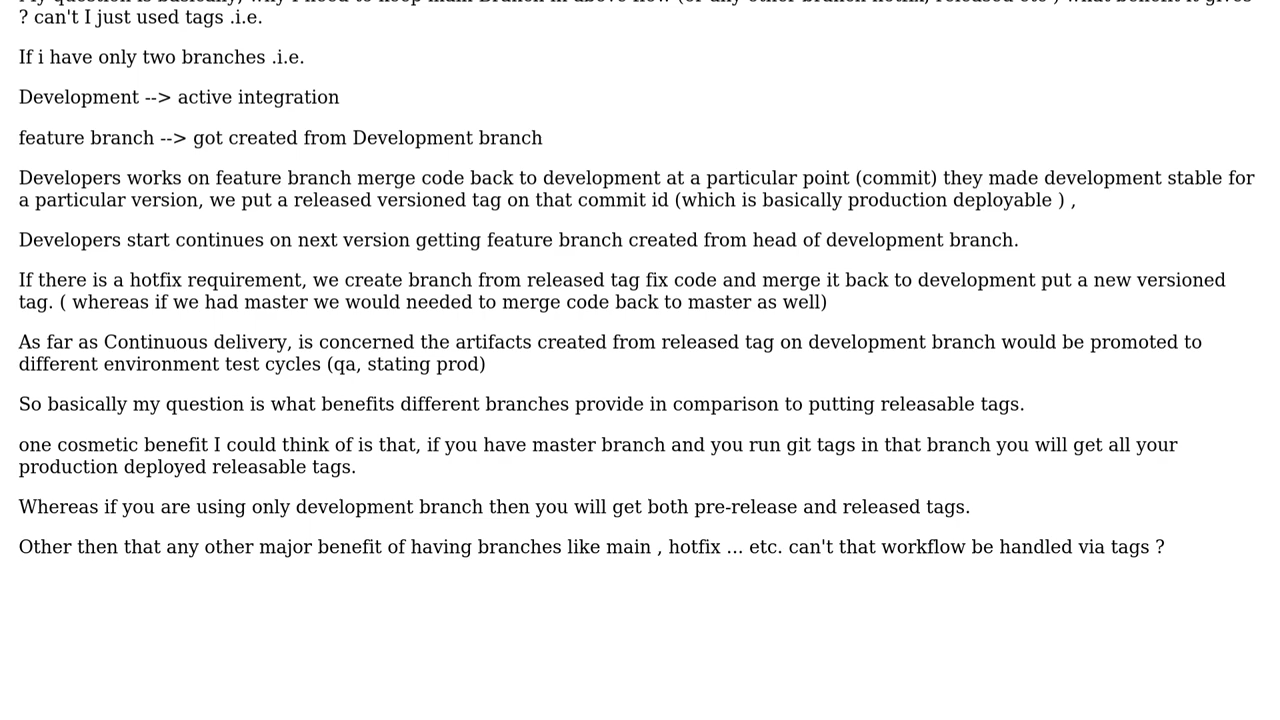 ? can't I just used tags .i.e.
If i have only two branches .i.e.
Development --> active integration
feature branch --> got created from Development branch
Developers works on feature branch merge code back to development at a particular point (commit) they made development stable for
a particular version, we put a released versioned tag on that commit id (which is basically production deployable ) ,
Developers start continues on next version getting feature branch created from head of development branch.
If there is a hotfix requirement, we create branch from released tag fix code and merge it back to development put a new versioned
tag. ( whereas if we had master we would needed to merge code back to master as well)
As far as Continuous delivery, is concerned the artifacts created from released tag on development branch would be promoted to
different environment test cycles (qa, stating prod)
So basically my question is what benefits different branches provide in comparison to putting releasable tags.
one cosmetic benefit I could think of is that, if you have master branch and you run git tags in that branch you will get all your
production deployed releasable tags.
Whereas if you are using only development branch then you will get both pre-release and released tags.
Other then that any other major benefit of having branches like main , hotfix ... etc. can't that workflow be handled via tags ?